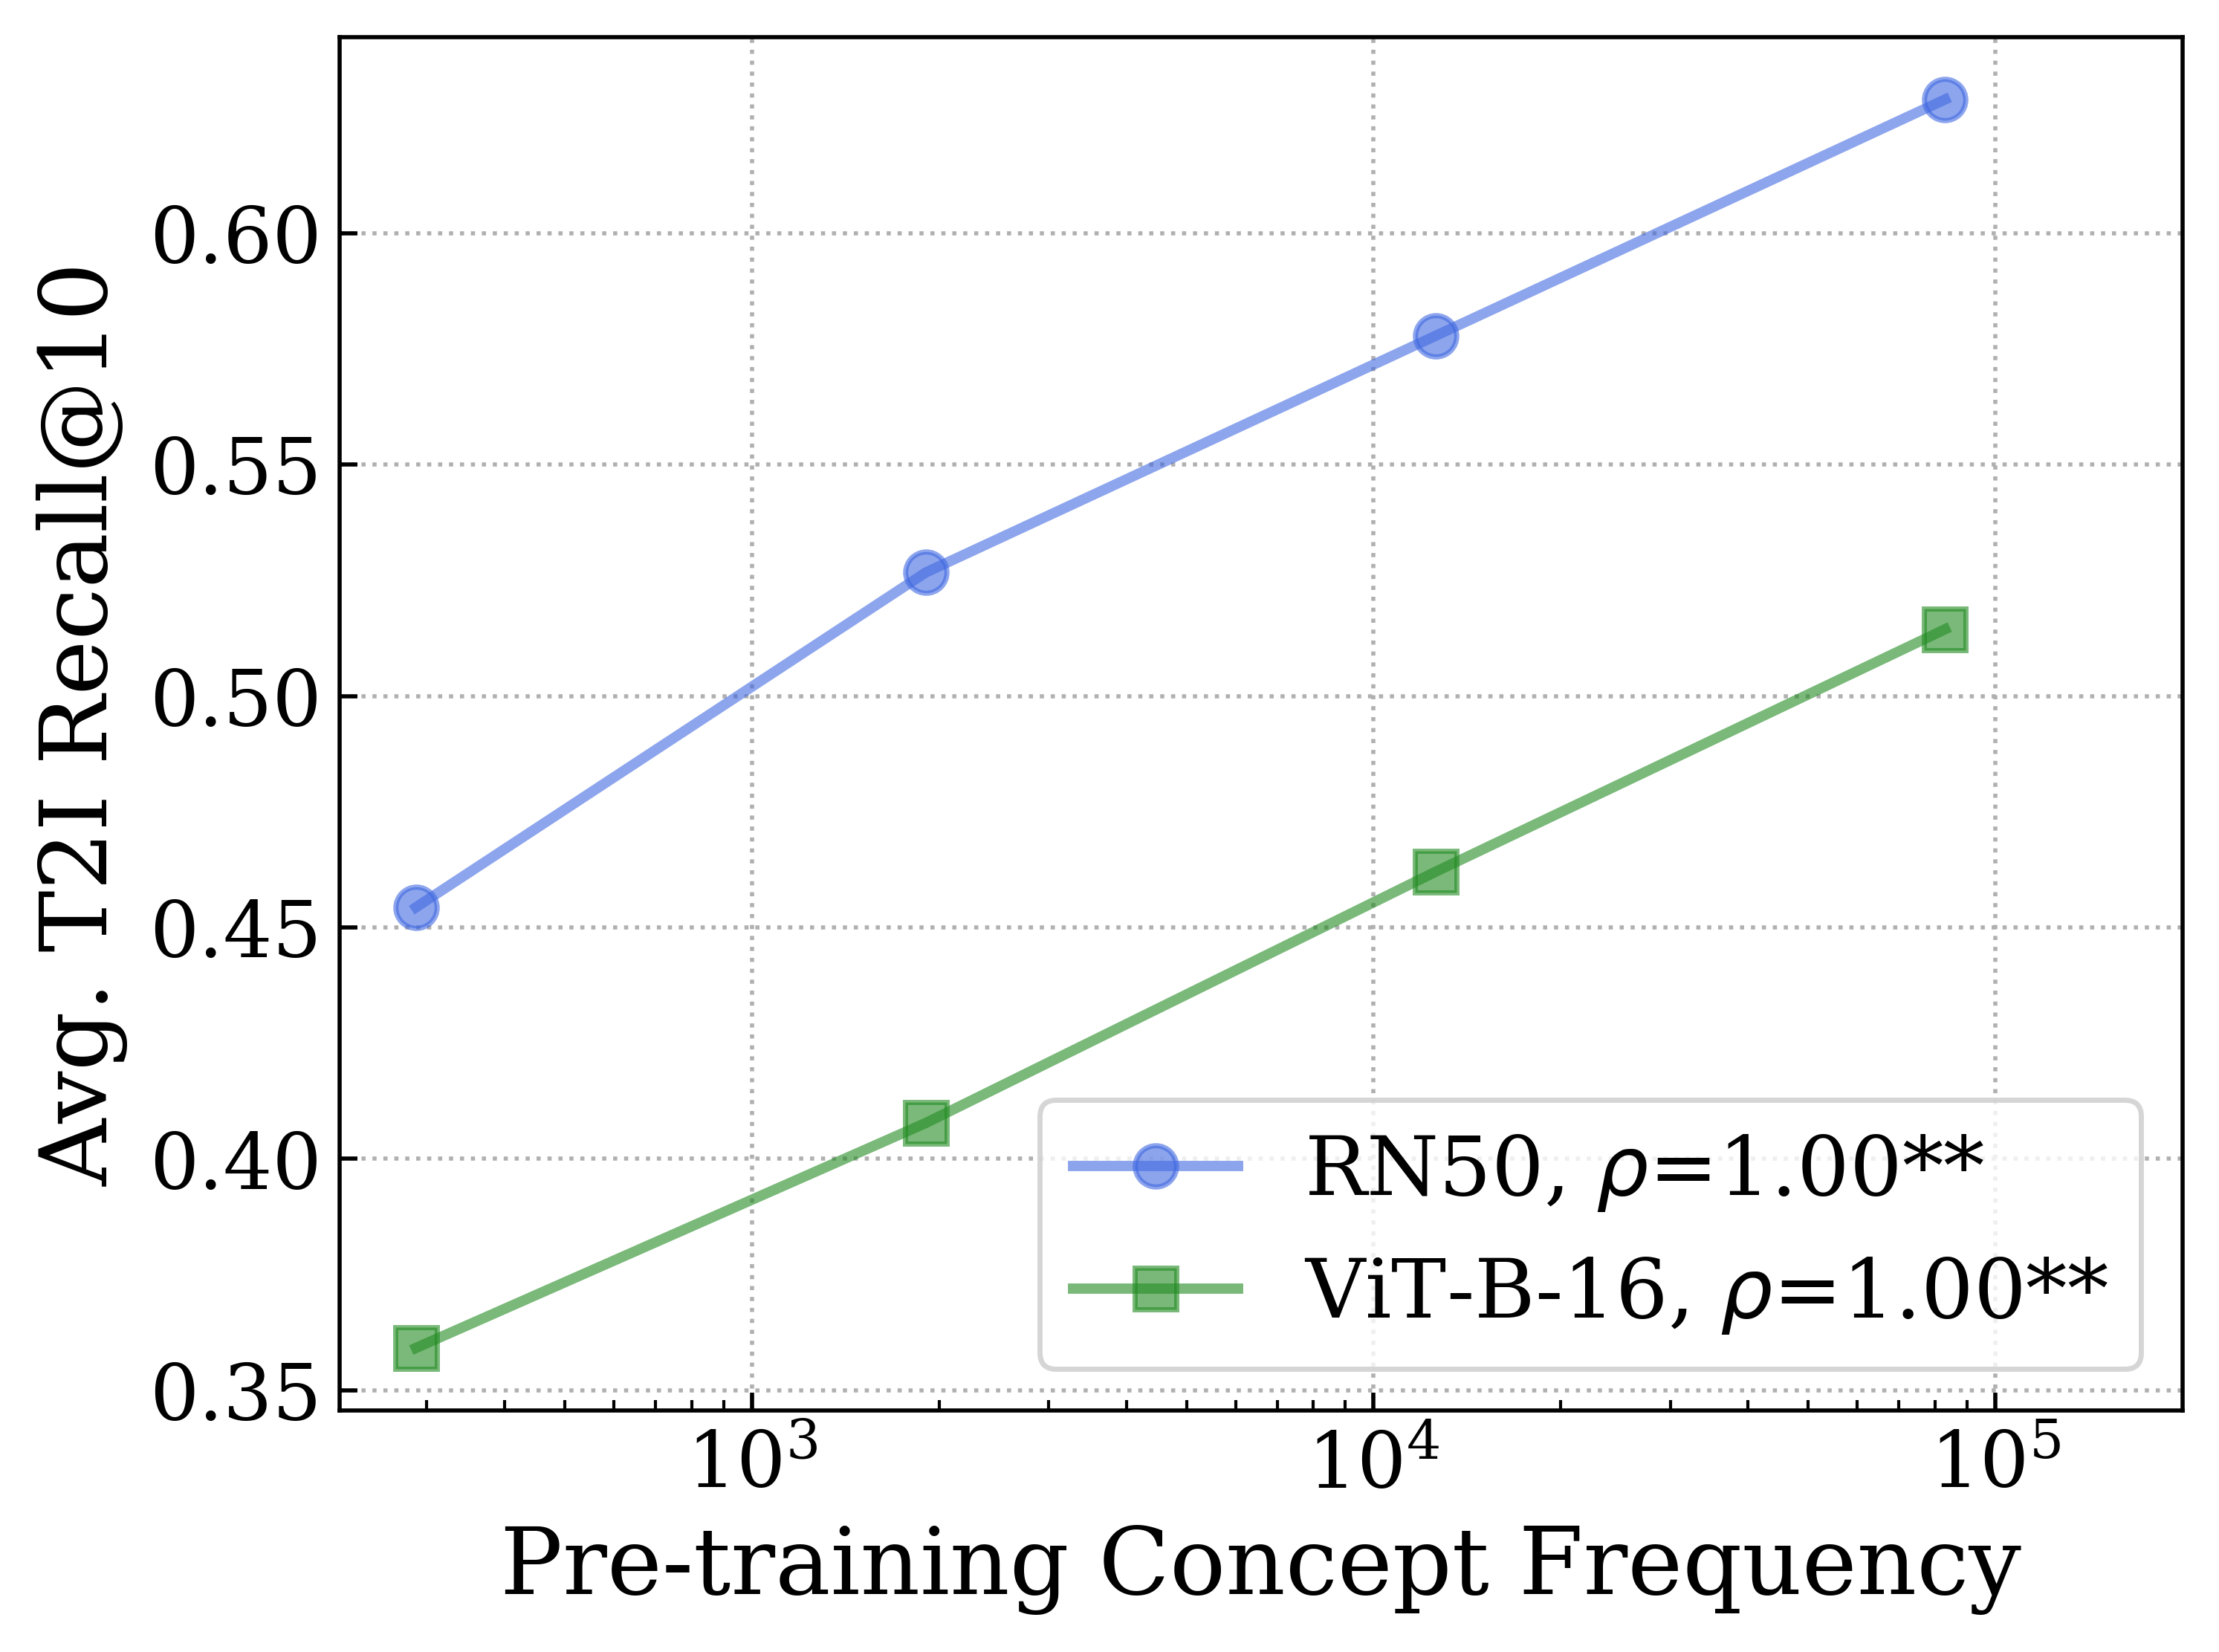 Avg. T2I Recall@10
0.60
0.55
0.50
0.45
0.40
0.35
RN50, ρ=1.00**
ViT-B-16, ρ=1.00**
10³
10⁴
10⁵
Pre-training Concept Frequency